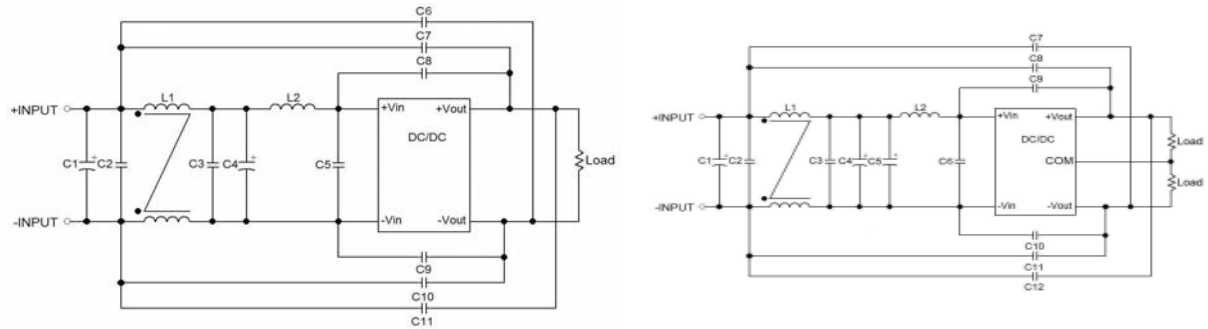 C6
C7
C8
+INPUT
L1
L2
+Vin
+Vout
DC/DC
C1
+
C2
C3
C4
+
C5
Load
-INPUT
-Vin
-Vout
C9
C10
C11
C7
C8
C9
+INPUT
L1
L2
+Vin
+Vout
DC/DC
Load
C1
+
C2
C3
C4
+
C5
+
C6
COM
Load
-INPUT
-Vin
-Vout
C10
C11
C12